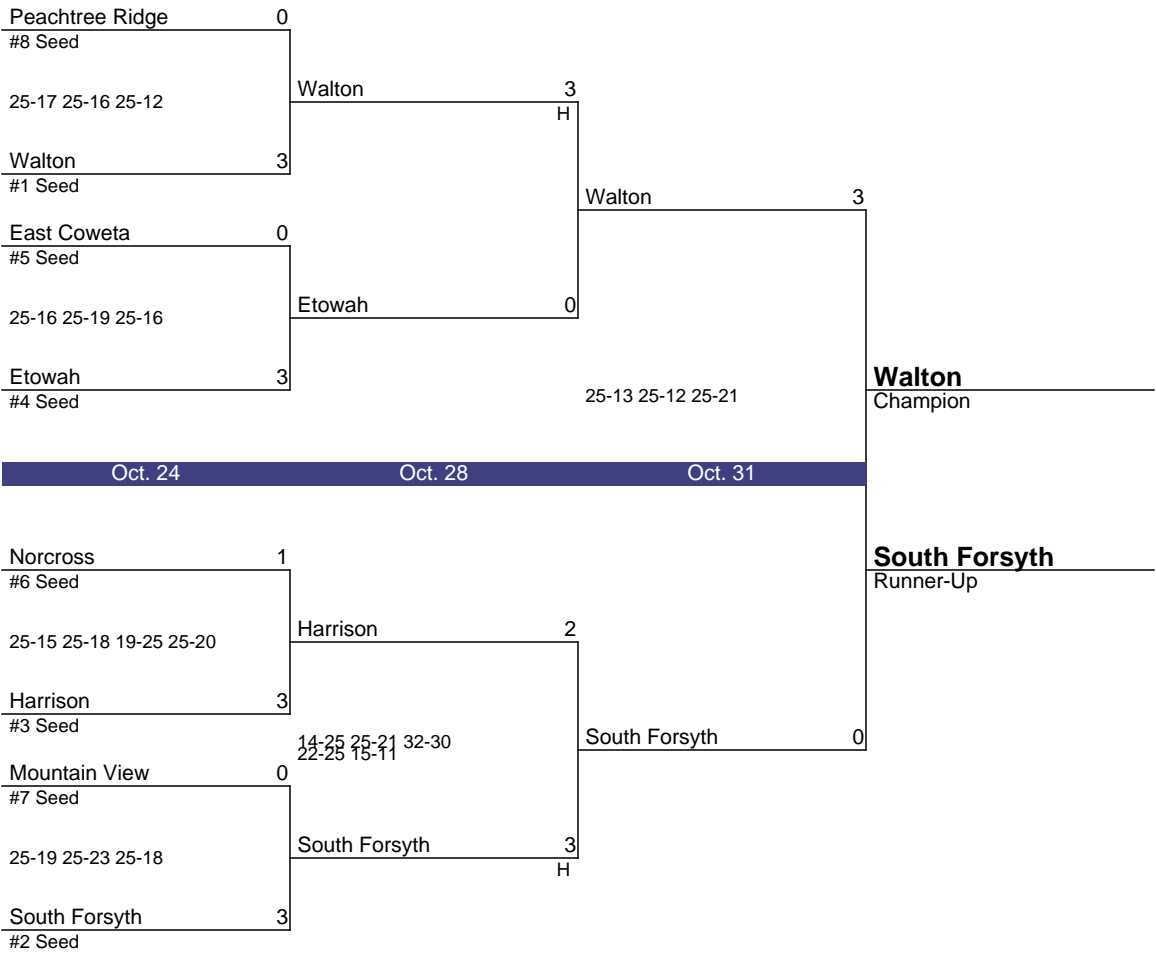 Peachtree Ridge 0
#8 Seed
25-17 25-16 25-12
Walton 3
#1 Seed
East Coweta 0
#5 Seed
25-16 25-19 25-16
Etowah 3
#4 Seed
Walton 3
H
Etowah 0
Walton 3
25-13 25-12 25-21
Walton
Champion
Oct. 24 Oct. 28 Oct. 31
Norcross 1
#6 Seed
25-15 25-18 19-25 25-20
Harrison 3
#3 Seed
Mountain View 0
#7 Seed
25-19 25-23 25-18
South Forsyth 3
#2 Seed
Harrison 2
14-25 25-21 32-30
22-25 15-11
South Forsyth 3
H
South Forsyth 0
South Forsyth
Runner-Up